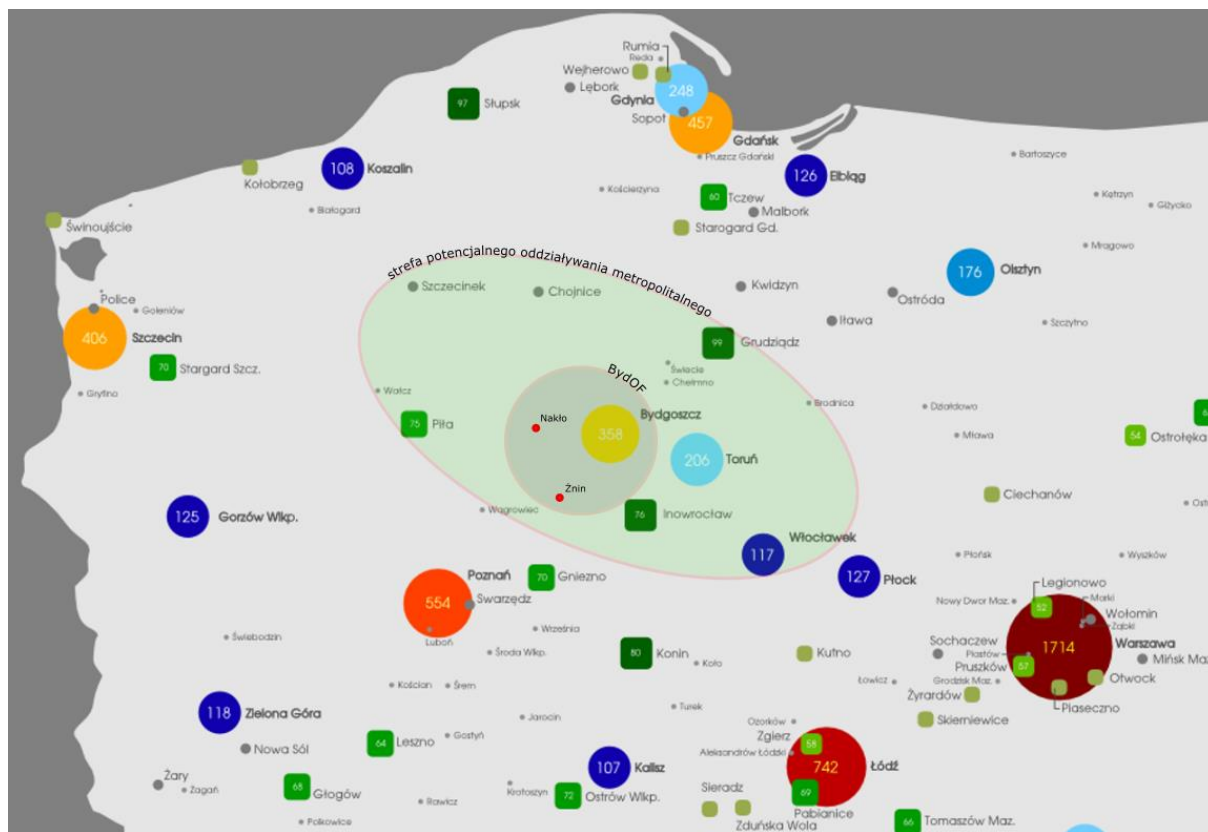 Rumia
Reda
Wejherowo
Lębork
248
Gdynia
Sopot
457
Gdańsk
Pruszcz Gdański
97
Słupsk
Bartoszyce
108
Koszalin
Kołobrzeg
126
Elbląg
Kościerzyna
60
Tczew
Malbork
Kętrzyn
Giżycko
Białogard
Świnoujście
Starogard Gd.
Mrągowo
strefa potencjalnego oddziaływania metropolitalnego
176
Olsztyn
Szczecinek
Chojnice
Kwidzyn
Ostróda
Police
Goleniów
Iława
Szczytno
406
Szczecin
99
Grudziądz
70
Stargard Szcz.
Świecie
Chełmno
BydOF
Gryfino
Wałcz
Brodnica
Działdowo
Bydgoszcz
75
Piła
Nakło
358
Mława
54
Ostrołęka
206
Toruń
Żnin
Ciechanów
Wągrowiec
76
Inowrocław
125
Gorzów Wlkp.
Włocławek
117
Płońsk
Wyszków
127
Płock
Poznań
70
Gniezno
554
Swarzędz
Legionowo
Nowy Dwor Maz.
52
Marki
Wołomin
Ząbki
Luboń
Września
Świebodzin
Sochaczew
1714
Warszawa
Środa Wlkp.
80
Konin
Koło
Kutno
Piastów
Pruszków
57
Mińsk Maz
Otwock
Kościan
Śrem
Łowicz
Grodzisk Maz.
Żyrardów
Piaseczno
118
Zielona Góra
Jarocin
Turek
Ozorków
Skierniewice
Nowa Sól
64
Leszno
Gostyń
Zgierz
58
Aleksandrów Łódzki
107
Kalisz
742
Łódź
Żary
Żagań
68
Głogów
Rawicz
Krotoszyn
72
Ostrów Wlkp.
Sieradz
69
Pabianice
Polkowice
Zduńska Wola
66
Tomaszów Maz.